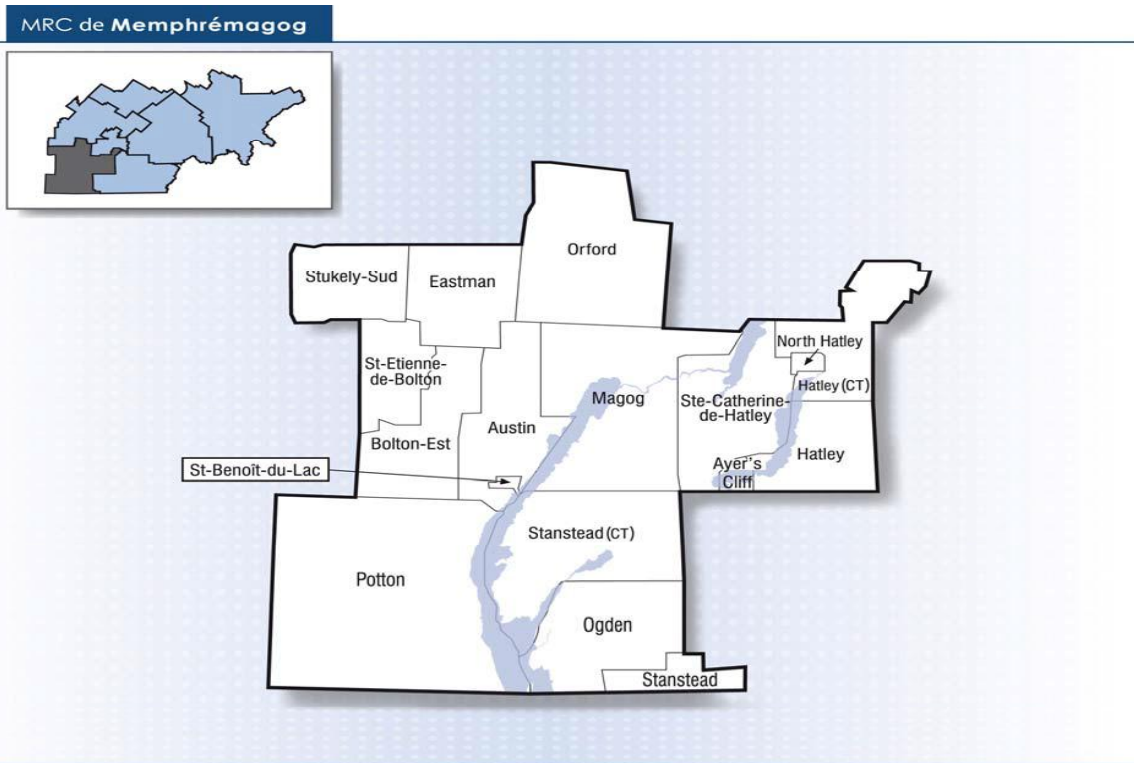 MRC de Memphrémagog
Orford
Stukely-Sud
Eastman
North Hatley
St-Etienne-
de-Bolton
Hatley (CT)
Magog
Ste-Catherine-
de-Hatley
Austin
Bolton-Est
Hatley
St-Benoît-du-Lac
Ayer's
Cliff
Stanstead (CT)
Potton
Ogden
Stanstead